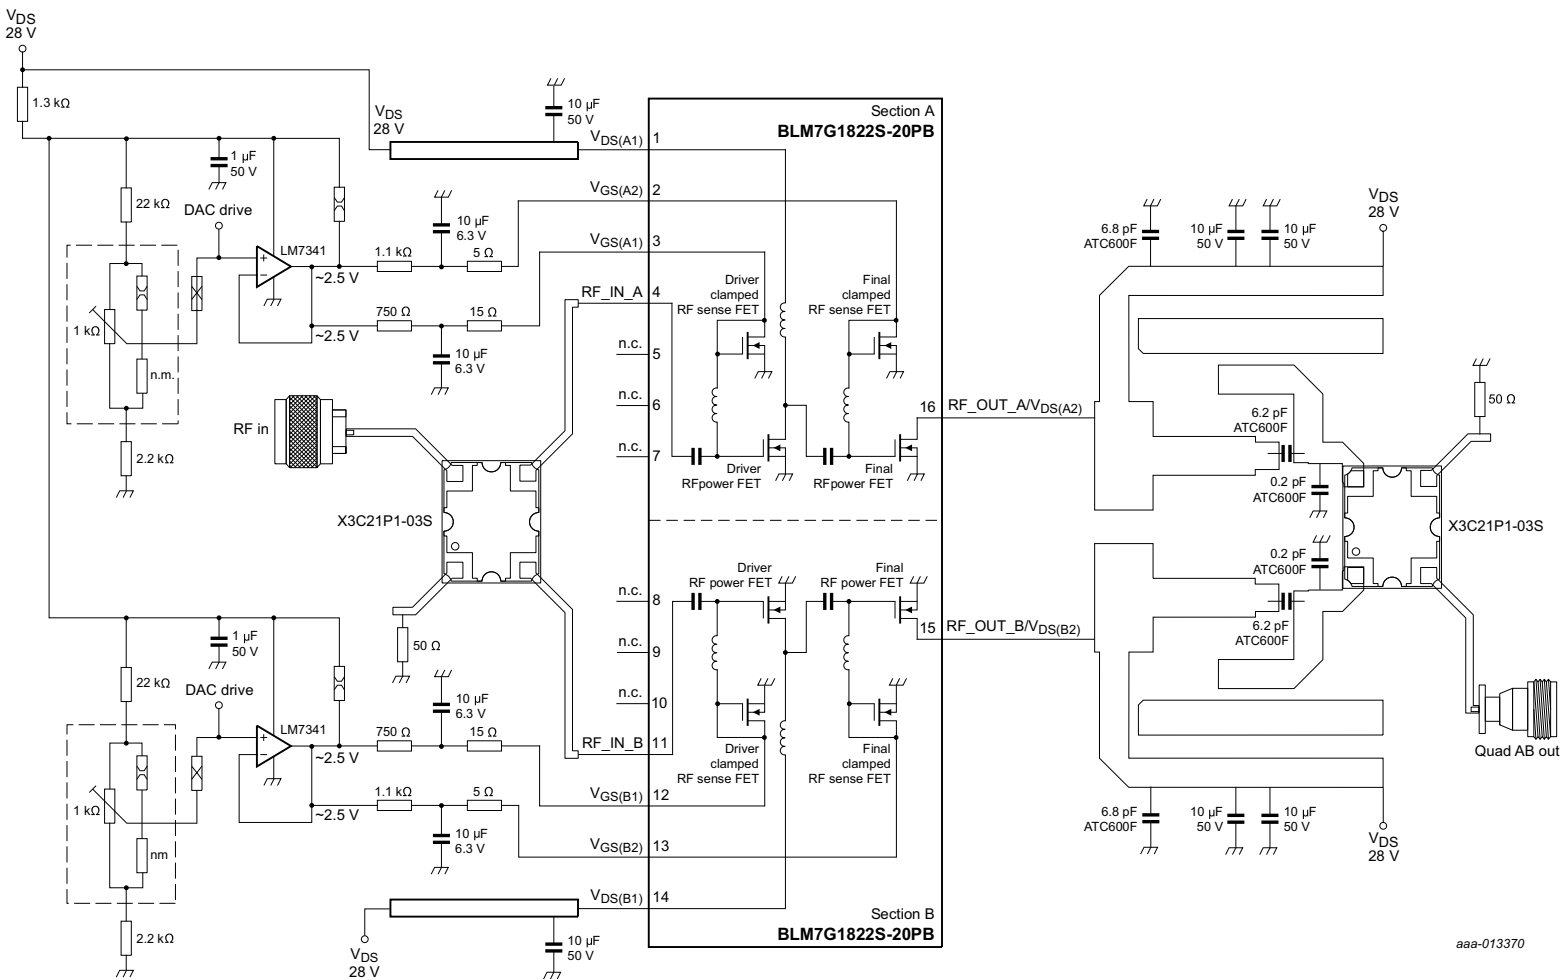 VDS
28 V
1.3 kΩ
VDS
28 V
10 μF
50 V
VDS(A1)
1
Section A
BLM7G1822S-20PB
1 μF
50 V
22 kΩ
DAC drive
LM7341
~2.5 V
1.1 kΩ
10 μF
6.3 V
5 Ω
VGS(A2)
2
VGS(A1)
3
750 Ω
15 Ω
~2.5 V
10 μF
6.3 V
RF_IN_A
4
1 kΩ
n.m.
2.2 kΩ
n.c.
5
n.c.
6
n.c.
7
Driver
clamped
RF sense FET
Final
clamped
RF sense FET
Driver
RFpower FET
Final
RFpower FET
16
RF_OUT_A/VDS(A2)
RF in
X3C21P1-03S
50 Ω
6.8 pF
ATC600F
10 μF
50 V
10 μF
50 V
VDS
28 V
6.2 pF
ATC600F
0.2 pF
ATC600F
50 Ω
X3C21P1-03S
0.2 pF
ATC600F
6.2 pF
ATC600F
Quad AB out
Driver
RF power FET
Final
RF power FET
n.c.
8
n.c.
9
n.c.
10
15
RF_OUT_B/VDS(B2)
1 μF
50 V
22 kΩ
DAC drive
LM7341
~2.5 V
750 Ω
10 μF
6.3 V
15 Ω
RF_IN_B
11
Driver
clamped
RF sense FET
Final
clamped
RF sense FET
VGS(B1)
12
1 kΩ
nm
~2.5 V
1.1 kΩ
5 Ω
10 μF
6.3 V
VGS(B2)
13
2.2 kΩ
VDS(B1)
14
VDS
28 V
10 μF
50 V
Section B
BLM7G1822S-20PB
6.8 pF
ATC600F
10 μF
50 V
10 μF
50 V
VDS
28 V
aaa-013370